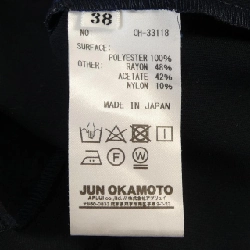 38
NO CH-33118
SURFACE:
POLYESTER 100%
OTHER: RAYON 48%
ACETATE 42%
NYLON 10%
MADE IN JAPAN
P W
JUN OKAMOTO